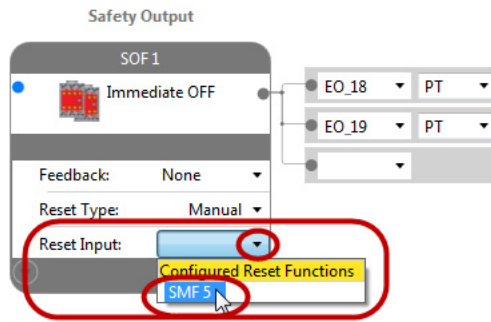 Safety Output
SOF 1
Immediate OFF
EO_18 PT
EO_19 PT
Feedback: None
Reset Type: Manual
Reset Input:
Configured Reset Functions
SMF 5